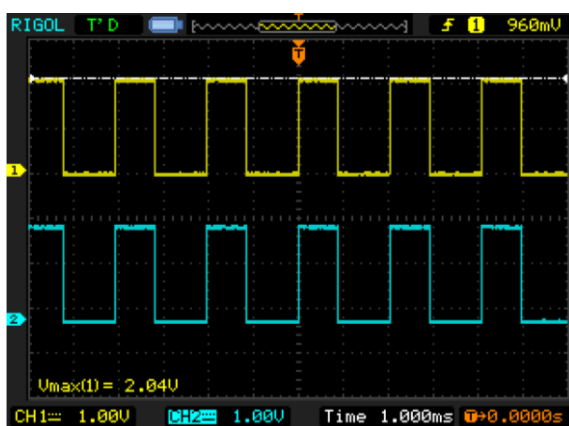 RIGOL T'D T f 1 960mV
T
1
2
Vmax(1)= 2.04V
CH1 1.00V CH2 1.00V Time 1.000ms T→0.0000s